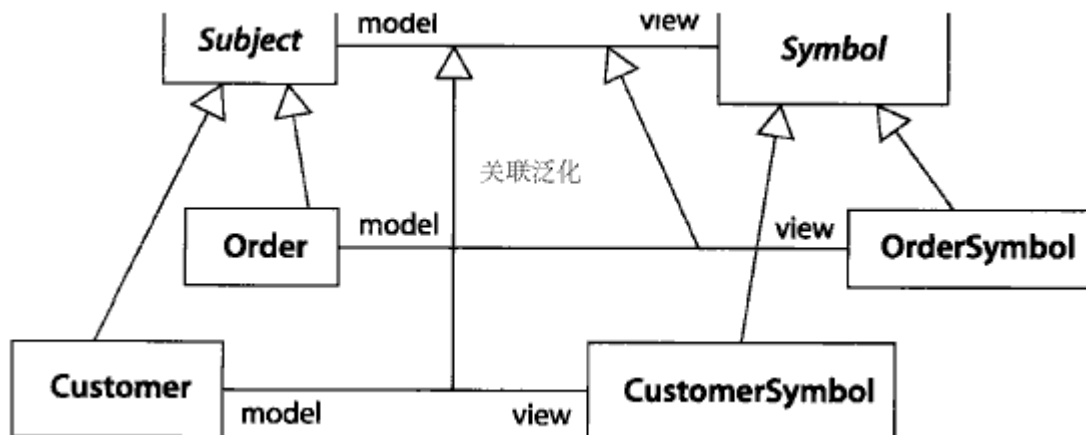 Subject
model
view
Symbol
关联泛化
Order
model
view
OrderSymbol
Customer
model
view
CustomerSymbol